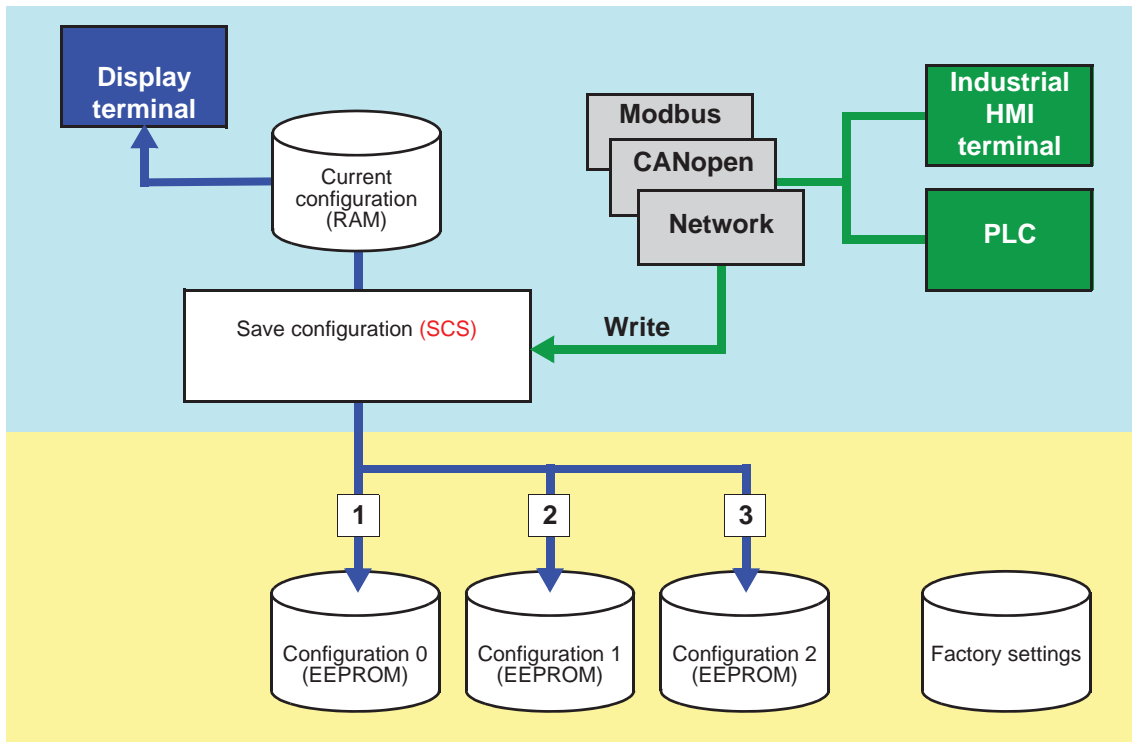 Display
terminal
Current
configuration
(RAM)
Modbus
CANopen
Network
Industrial
HMI
terminal
PLC
Save configuration (SCS)
Write
1
2
3
Configuration 0
(EEPROM)
Configuration 1
(EEPROM)
Configuration 2
(EEPROM)
Factory settings